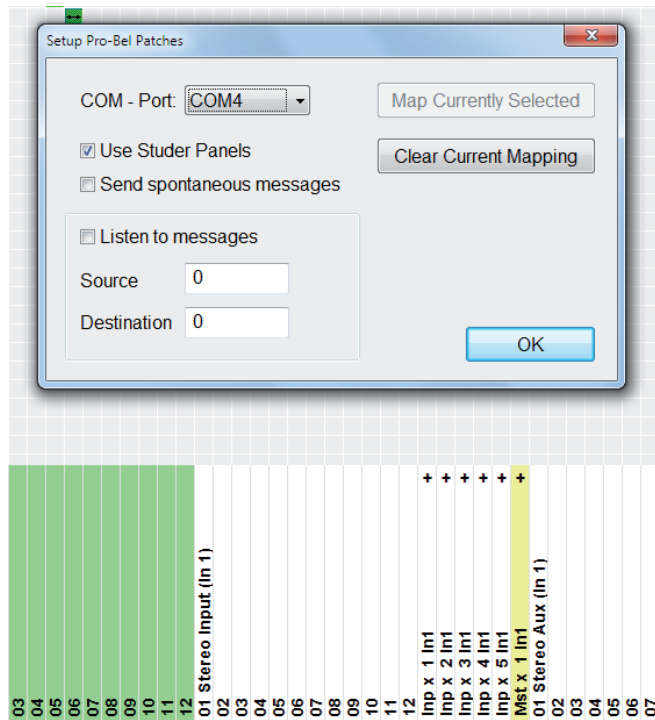 Setup Pro-Bel Patches
COM - Port: COM4
Map Currently Selected
Use Studer Panels
Clear Current Mapping
Send spontaneous messages
Listen to messages
Source 0
Destination 0
OK
03
04
05
06
07
08
09
10
11
12
01 Stereo Input (In 1)
02
03
04
05
06
07
08
09
10
11
12
Inp x 1 In1 +
Inp x 2 In1 +
Inp x 3 In1 +
Inp x 4 In1 +
Inp x 5 In1 +
Mst x 1 In1 +
01 Stereo Aux (In 1)
02
03
04
05
06
07